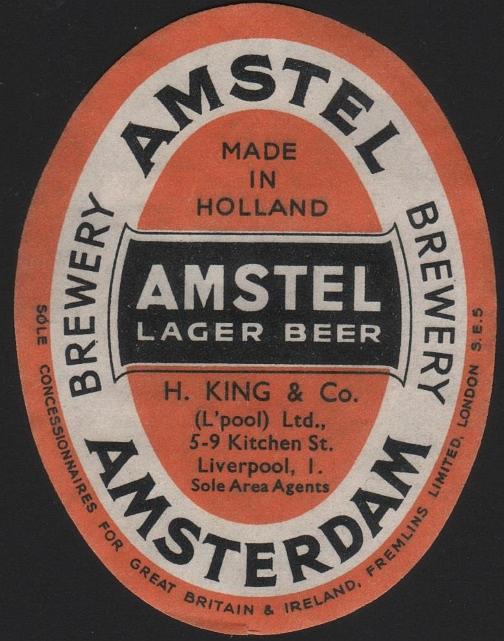 AMSTEL
BREWERY
BREWERY
MADE
IN
HOLLAND
AMSTEL
LAGER BEER
H. KING & Co.
(L'pool) Ltd.,
5-9 Kitchen St.
Liverpool, 1.
Sole Area Agents
AMSTERDAM
SOLE CONCESSIONNAIRES FOR GREAT BRITAIN & IRELAND, FREMLINS LIMITED, LONDON S.E.5